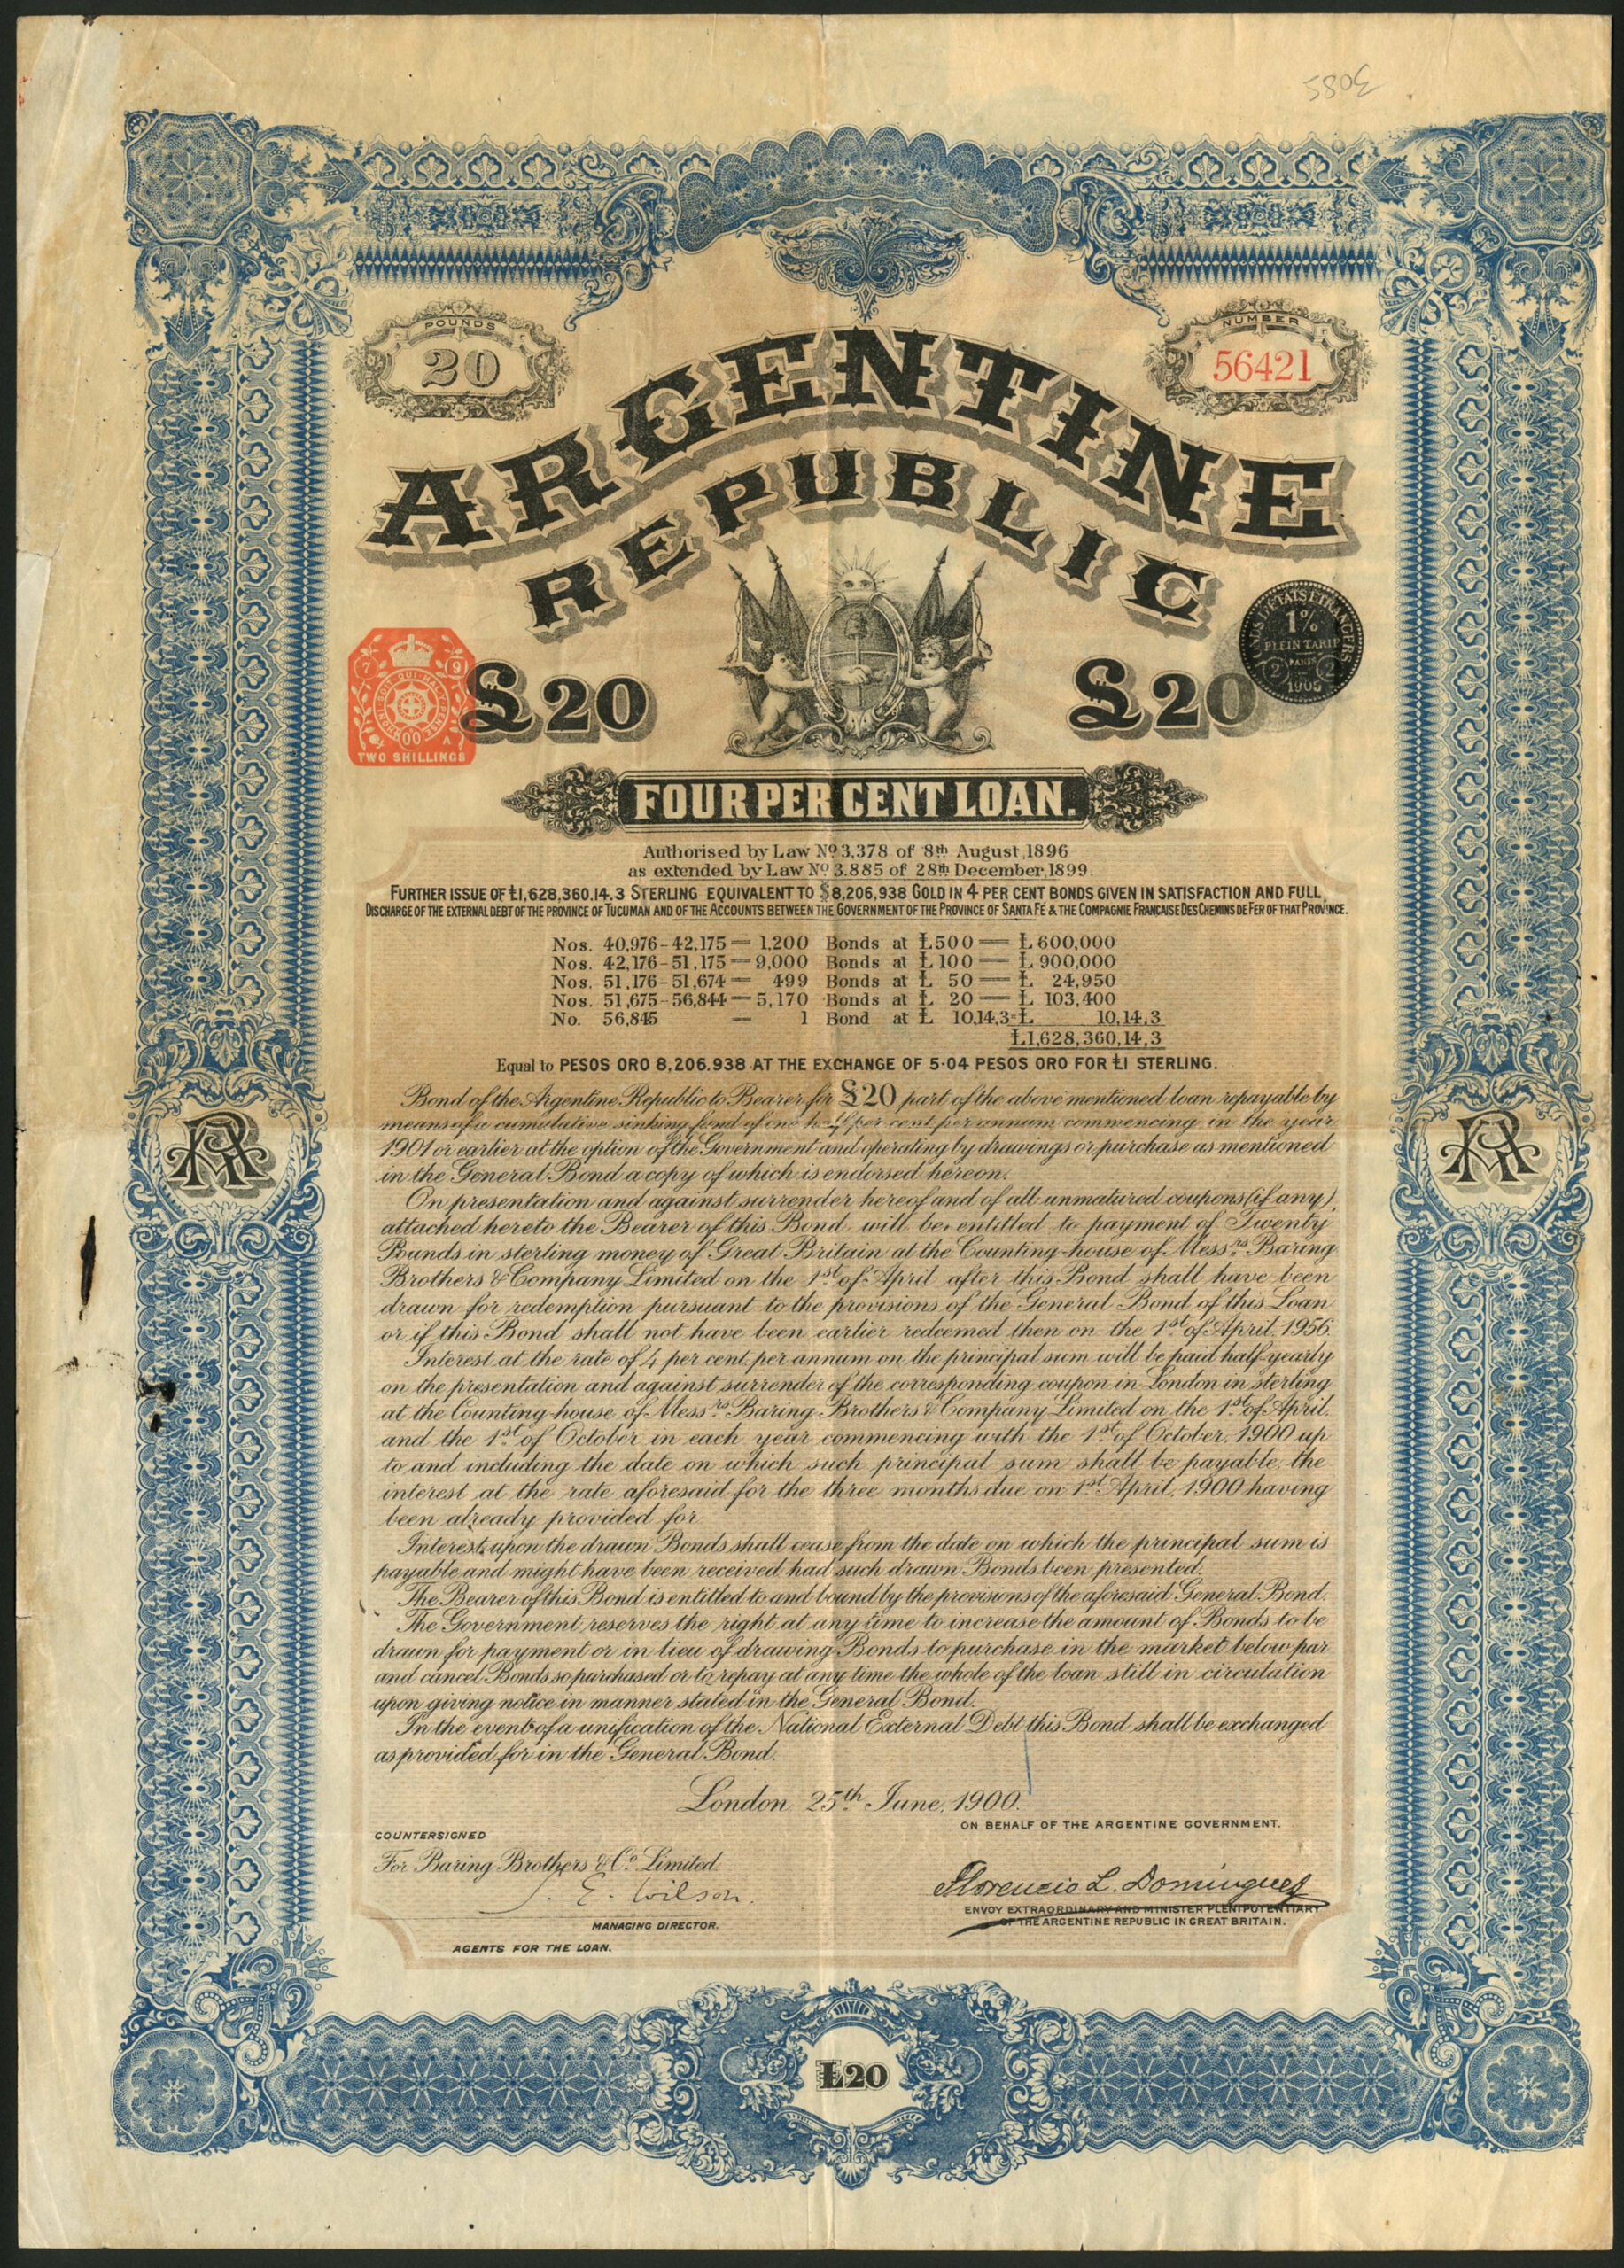 3085
POUNDS
20
NUMBER
56421
ARGENTINE
REPUBLIC
FONDS D'ETATS ETRANGERS
1%
PLEIN TARIF
PARIS
2 - 2
1905
7 9
HONI SOIT QUI MAL Y PENSE
00 A
TWO SHILLINGS
£20 £20
FOUR PER CENT LOAN.
Authorised by Law No 3,378 of 8th August, 1896
as extended by Law No 3.885 of 28th December, 1899.
FURTHER ISSUE OF £1,628,360.14.3 STERLING EQUIVALENT TO $8,206,938 GOLD IN 4 PER CENT BONDS GIVEN IN SATISFACTION AND FULL
DISCHARGE OF THE EXTERNAL DEBT OF THE PROVINCE OF TUCUMAN AND OF THE ACCOUNTS BETWEEN THE GOVERNMENT OF THE PROVINCE OF SANTA FÉ & THE COMPAGNIE FRANCAISE DES CHEMINS DE FER OF THAT PROVINCE.
Nos. 40,976-42,175 — 1,200 Bonds at £500 — £600,000
Nos. 42,176-51,175 — 9,000 Bonds at £100 — £900,000
Nos. 51,176-51,674 — 499 Bonds at £ 50 — £ 24,950
Nos. 51,675-56,844 — 5,170 Bonds at £ 20 — £ 103,400
No. 56,845 — 1 Bond at £ 10,14,3 - £ 10,14,3
£1,628,360,14,3
Equal to PESOS ORO 8,206.938 AT THE EXCHANGE OF 5·04 PESOS ORO FOR £1 STERLING.
Bond of the Argentine Republic to Bearer for £20 part of the above mentioned loan repayable by
means of a cumulative sinking fund of one half per cent per annum commencing in the year
1901 or earlier at the option of the Government and operating by drawings or purchase as mentioned
in the General Bond a copy of which is endorsed hereon.
On presentation and against surrender hereof and of all unmatured coupons (if any)
attached hereto the Bearer of this Bond will be entitled to payment of Twenty
Pounds in sterling money of Great Britain at the Counting-house of Messrs Baring
Brothers & Company Limited on the 1st of April after this Bond shall have been
drawn for redemption pursuant to the provisions of the General Bond of this Loan
or if this Bond shall not have been earlier redeemed then on the 1st of April, 1956.
Interest at the rate of 4 per cent per annum on the principal sum will be paid half-yearly
on the presentation and against surrender of the corresponding coupon in London in sterling
at the Counting-house of Messrs Baring Brothers & Company Limited on the 1st of April
and the 1st of October in each year commencing with the 1st of October, 1900 up
to and including the date on which such principal sum shall be payable, the
interest at the rate aforesaid for the three months due on 1st April, 1900 having
been already provided for
Interest upon the drawn Bonds shall cease from the date on which the principal sum is
payable and might have been received had such drawn Bonds been presented.
The Bearer of this Bond is entitled to and bound by the provisions of the aforesaid General Bond.
The Government reserves the right at any time to increase the amount of Bonds to be
drawn for payment or in lieu of drawing Bonds to purchase in the market below par
and cancel Bonds so purchased or to repay at any time the whole of the loan still in circulation
upon giving notice in manner stated in the General Bond.
In the event of a unification of the National External Debt this Bond shall be exchanged
as provided for in the General Bond.
London 25th June, 1900.
ON BEHALF OF THE ARGENTINE GOVERNMENT.
COUNTERSIGNED
For Baring Brothers & Co Limited.
E. Wilson.
Florencio L. Dominguez
MANAGING DIRECTOR.
ENVOY EXTRAORDINARY AND MINISTER PLENIPOTENTIARY
OF THE ARGENTINE REPUBLIC IN GREAT BRITAIN.
AGENTS FOR THE LOAN.
£20